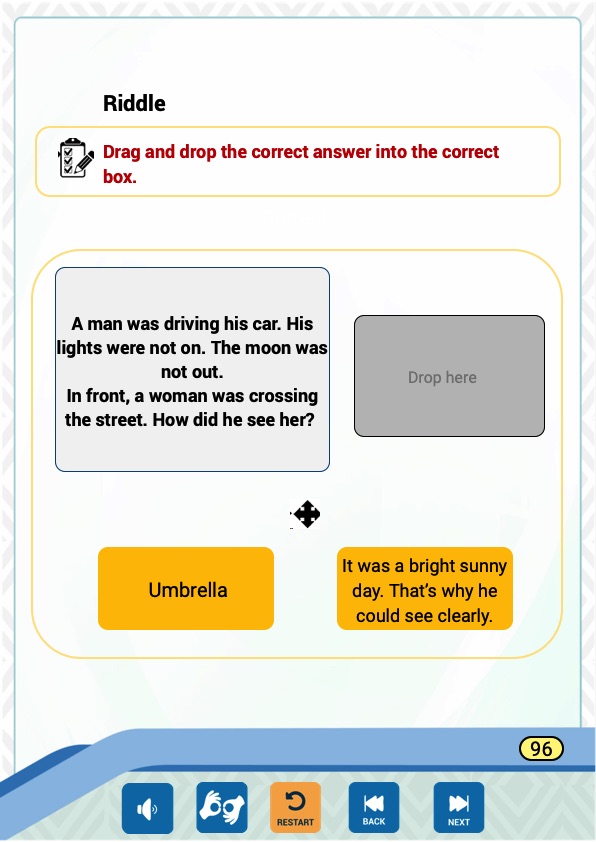 Riddle
Drag and drop the correct answer into the correct
box.
A man was driving his car. His
lights were not on. The moon was
not out.
In front, a woman was crossing
the street. How did he see her?
Drop here
Umbrella
It was a bright sunny
day. That’s why he
could see clearly.
96
RESTART
BACK
NEXT